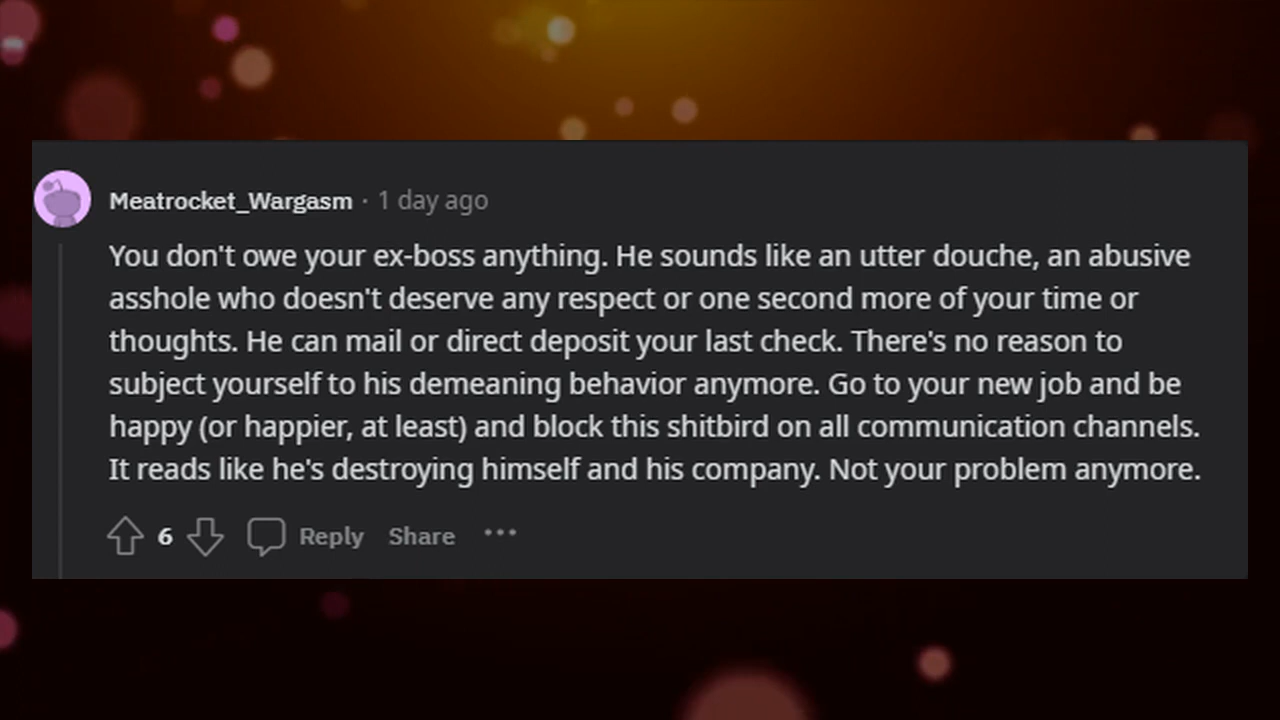 Meatrocket_Wargasm · 1 day ago
You don't owe your ex-boss anything. He sounds like an utter douche, an abusive
asshole who doesn't deserve any respect or one second more of your time or
thoughts. He can mail or direct deposit your last check. There's no reason to
subject yourself to his demeaning behavior anymore. Go to your new job and be
happy (or happier, at least) and block this shitbird on all communication channels.
It reads like he's destroying himself and his company. Not your problem anymore.
6 Reply Share ···